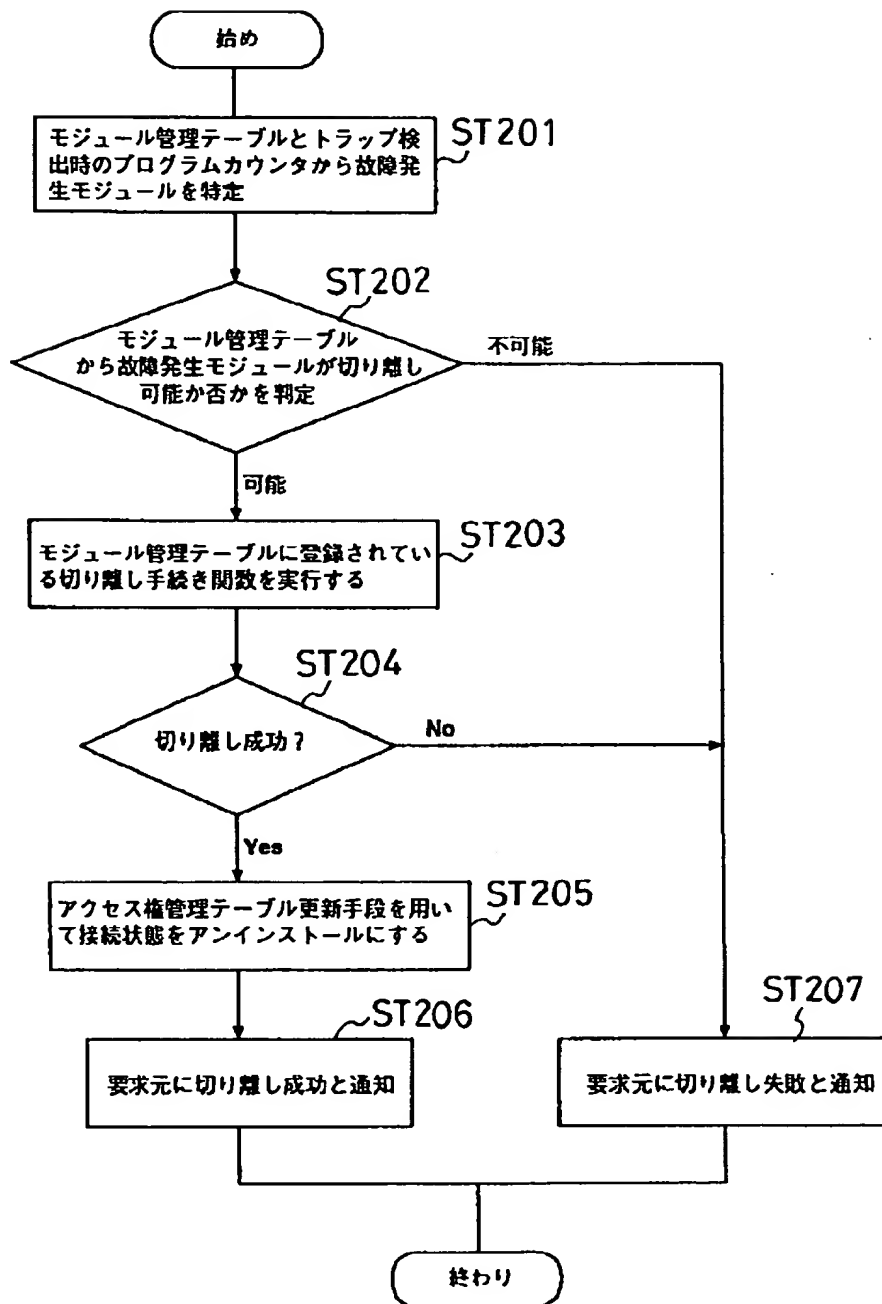 始め
ST201
モジュール管理テーブルとトラップ検
出時のプログラムカウンタから故障発
生モジュールを特定
ST202
モジュール管理テーブル
から故障発生モジュールが切り離し
可能か否かを判定
不可能
可能
ST203
モジュール管理テーブルに登録されてい
る切り離し手続き関数を実行する
ST204
切り離し成功？
No
Yes
ST205
アクセス権管理テーブル更新手段を用い
て接続状態をアンインストールにする
ST206
要求元に切り離し成功と通知
ST207
要求元に切り離し失敗と通知
終わり